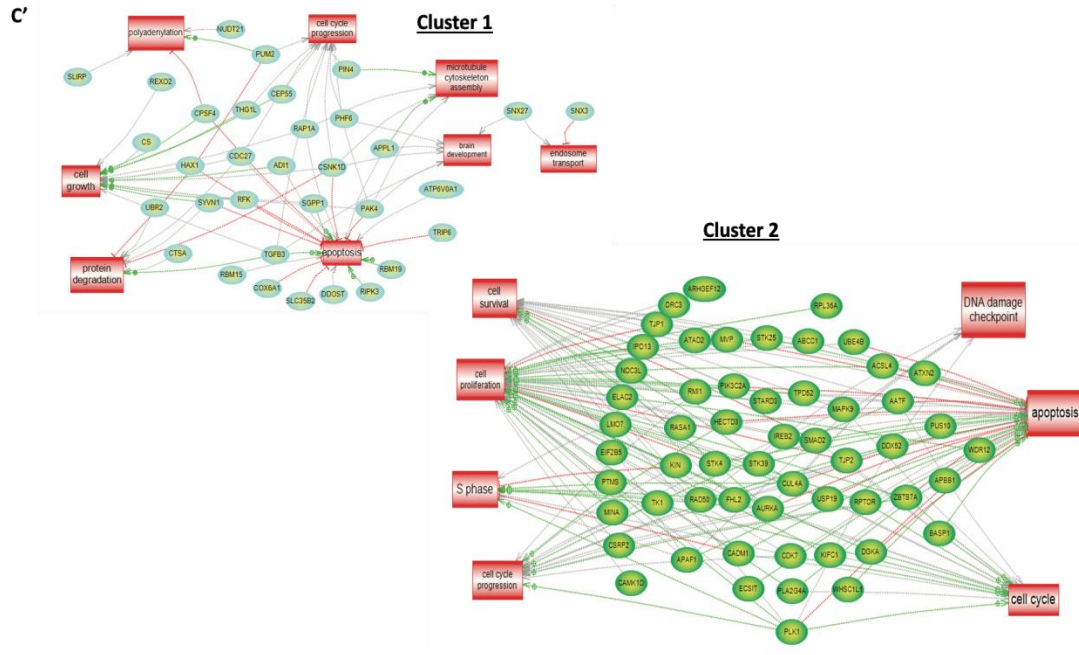 C’
Cluster 1
polyadenylation
NUDT21
cell cycle
progression
PUM2
SLIRP
PIN4
microtubule
cytoskeleton
assembly
REXO2
CEP55
THG1L
CPSF4
SNX27
SNX3
RAP1A
PHF6
CS
APPL1
brain
development
endosome
transport
CDC27
HAX1
ADI1
CSNK1D
cell
growth
ATP6V0A1
UBR2
SYVN1
RFK
SGPP1
PAK4
TRIP6
apoptosis
CTSA
TGFB3
protein
degradation
RBM15
RBM19
COX6A1
SLC35B2
DDOST
RIPK3
Cluster 2
cell
survival
ARHGEF12
ORC3
RPL35A
DNA damage
checkpoint
TJP1
IPO13
ATAD2
MVP
STK25
ABCC1
UBE4B
cell
proliferation
NOC3L
ACSL4
ATXN2
ELAC2
RMI1
PIK3C2A
STARD3
TPD52
MAPK9
AATF
apoptosis
LMO7
RASA1
HECTD3
IREB2
SMAD2
PUS10
DDX52
WDR12
EIF2B5
KIN
STK4
STK39
TJP2
S phase
PTMS
CUL4A
APBB1
TK1
RAD50
FHL2
AURKA
USP19
RPTOR
ZBTB7A
MINA
BASP1
CSRP2
APAF1
CADM1
CDK7
KIFC1
DGKA
cell cycle
progression
CAMK1D
ECSIT
PLA2G4A
WHSC1L1
cell cycle
PLK1